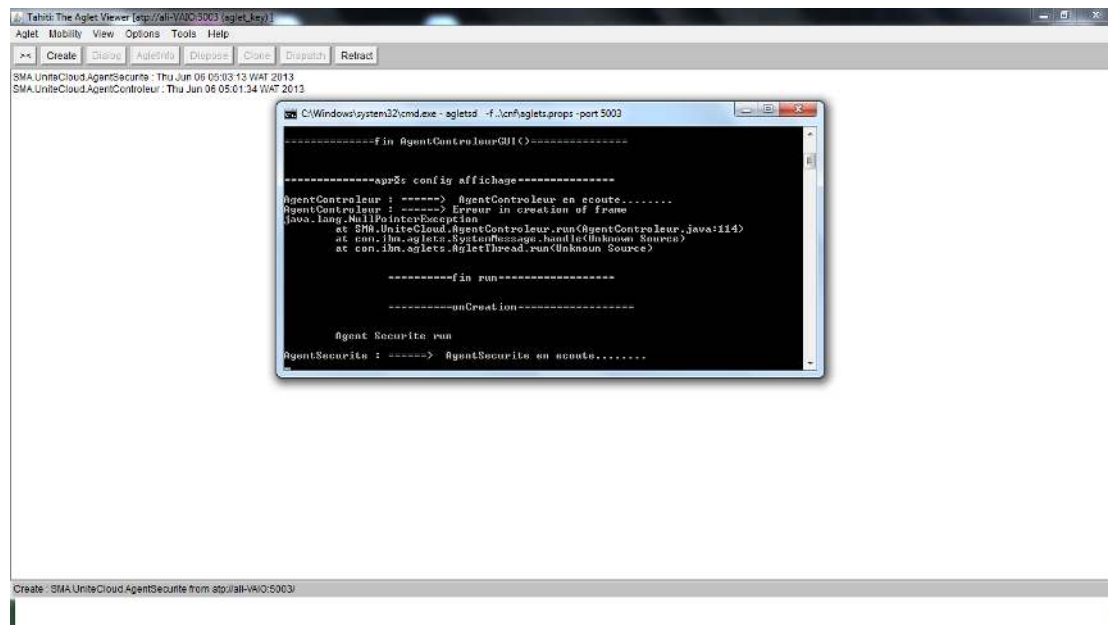 Tahiti: The Aglet Viewer [atp://ali-VAIO:5003 (aglet_key)]
Aglet Mobility View Options Tools Help
>< Create Dialog AgletInfo Dispose Clone Dispatch Retract
SMA.UniteCloud.AgentSecurite : Thu Jun 06 05:03:13 WAT 2013
SMA.UniteCloud.AgentControleur : Thu Jun 06 05:01:34 WAT 2013
C:\Windows\system32\cmd.exe - agletsd -f ..\cnf\aglets.props -port 5003
--------------fin AgentControleurGUI()---------------
--------------aprÞs config affichage---------------
AgentControleur : ------> AgentControleur en ecoute........
AgentControleur : ------> Erreur in creation of frame
java.lang.NullPointerException
at SMA.UniteCloud.AgentControleur.run(AgentControleur.java:114)
at com.ibm.aglets.SystemMessage.handle(Unknown Source)
at com.ibm.aglets.AgletThread.run(Unknown Source)
----------fin run------------------
----------onCreation------------------
Agent Securite run
AgentSecurite : ------> AgentSecurite en ecoute........
Create : SMA.UniteCloud.AgentSecurite from atp://ali-VAIO:5003/